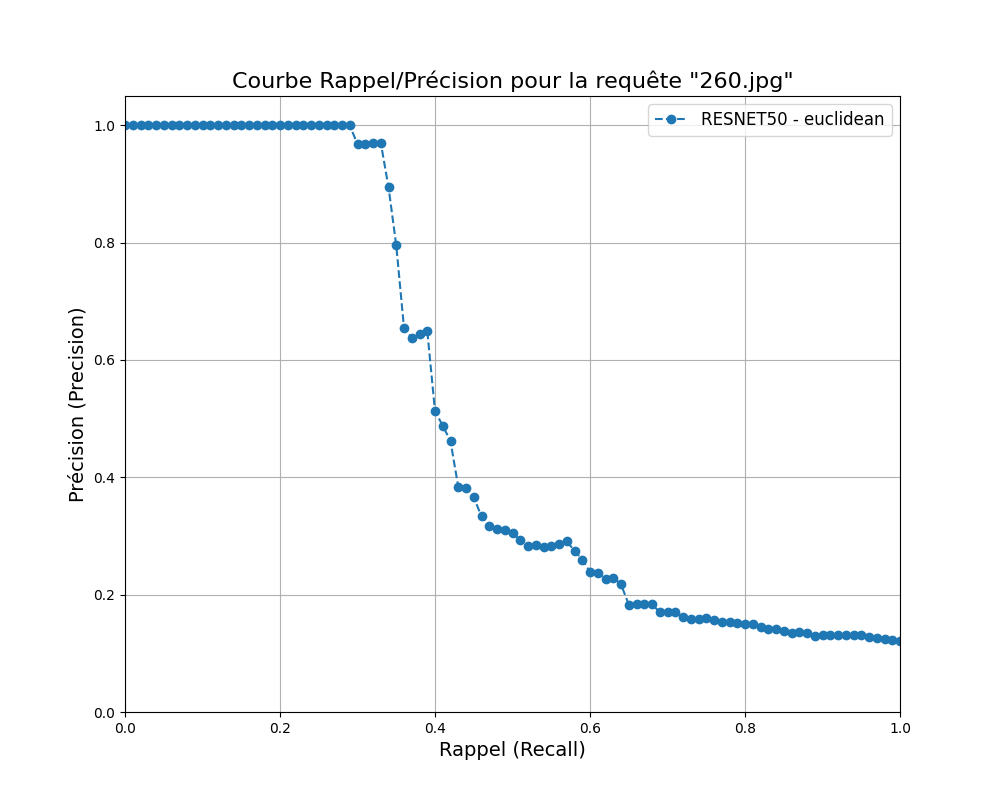 Courbe Rappel/Précision pour la requête "260.jpg"
RESNET50 - euclidean
Précision (Precision)
1.0
0.8
0.6
0.4
0.2
0.0
0.0 0.2 0.4 0.6 0.8 1.0
Rappel (Recall)